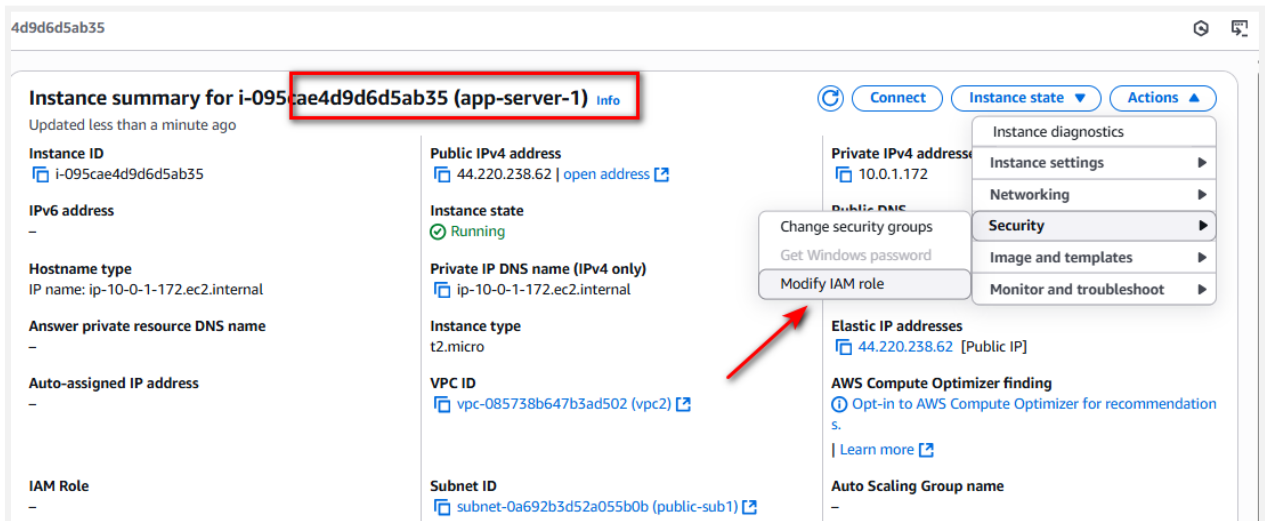 4d9d6d5ab35
Instance summary for i-095cae4d9d6d5ab35 (app-server-1) Info
Connect
Instance state
Actions
Updated less than a minute ago
Instance diagnostics
Instance settings
Networking
Security
Image and templates
Monitor and troubleshoot
Change security groups
Get Windows password
Modify IAM role
Instance ID
i-095cae4d9d6d5ab35
Public IPv4 address
44.220.238.62 | open address
Private IPv4 addresse
10.0.1.172
IPv6 address
–
Instance state
Running
Public DNS
Hostname type
IP name: ip-10-0-1-172.ec2.internal
Private IP DNS name (IPv4 only)
ip-10-0-1-172.ec2.internal
Answer private resource DNS name
–
Instance type
t2.micro
Elastic IP addresses
44.220.238.62 [Public IP]
Auto-assigned IP address
–
VPC ID
vpc-085738b647b3ad502 (vpc2)
AWS Compute Optimizer finding
Opt-in to AWS Compute Optimizer for recommendation
s.
| Learn more
IAM Role
–
Subnet ID
subnet-0a692b3d52a055b0b (public-sub1)
Auto Scaling Group name
–